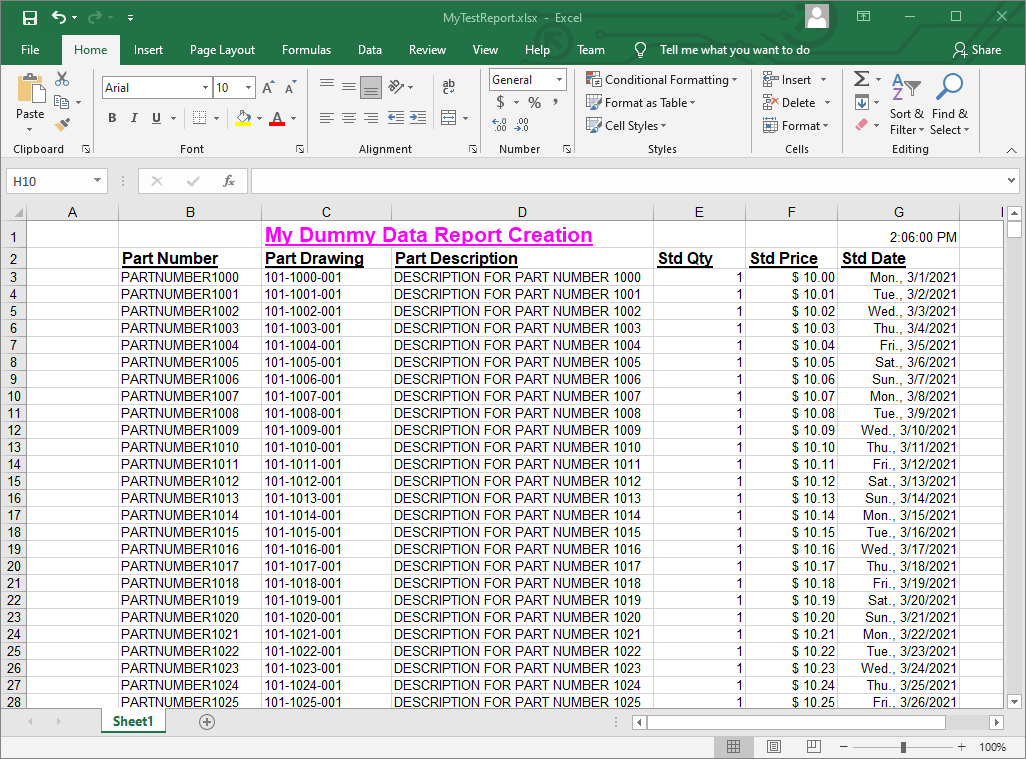 MyTestReport.xlsx - Excel
File Home Insert Page Layout Formulas Data Review View Help Team Tell me what you want to do Share
Paste
Clipboard
Arial 10 A A
B I U A
Font
ab
c
Alignment
General
$ % ,
.00 .00
Number
Conditional Formatting
Format as Table
Cell Styles
Styles
Insert
Delete
Format
Cells
Σ
A
Z
Sort & Filter
Find & Select
Editing
H10 fx
A B C D E F G
1 My Dummy Data Report Creation 2:06:00 PM
2 Part Number Part Drawing Part Description Std Qty Std Price Std Date
3 PARTNUMBER1000 101-1000-001 DESCRIPTION FOR PART NUMBER 1000 1 $ 10.00 Mon., 3/1/2021
4 PARTNUMBER1001 101-1001-001 DESCRIPTION FOR PART NUMBER 1001 1 $ 10.01 Tue., 3/2/2021
5 PARTNUMBER1002 101-1002-001 DESCRIPTION FOR PART NUMBER 1002 1 $ 10.02 Wed., 3/3/2021
6 PARTNUMBER1003 101-1003-001 DESCRIPTION FOR PART NUMBER 1003 1 $ 10.03 Thu., 3/4/2021
7 PARTNUMBER1004 101-1004-001 DESCRIPTION FOR PART NUMBER 1004 1 $ 10.04 Fri., 3/5/2021
8 PARTNUMBER1005 101-1005-001 DESCRIPTION FOR PART NUMBER 1005 1 $ 10.05 Sat., 3/6/2021
9 PARTNUMBER1006 101-1006-001 DESCRIPTION FOR PART NUMBER 1006 1 $ 10.06 Sun., 3/7/2021
10 PARTNUMBER1007 101-1007-001 DESCRIPTION FOR PART NUMBER 1007 1 $ 10.07 Mon., 3/8/2021
11 PARTNUMBER1008 101-1008-001 DESCRIPTION FOR PART NUMBER 1008 1 $ 10.08 Tue., 3/9/2021
12 PARTNUMBER1009 101-1009-001 DESCRIPTION FOR PART NUMBER 1009 1 $ 10.09 Wed., 3/10/2021
13 PARTNUMBER1010 101-1010-001 DESCRIPTION FOR PART NUMBER 1010 1 $ 10.10 Thu., 3/11/2021
14 PARTNUMBER1011 101-1011-001 DESCRIPTION FOR PART NUMBER 1011 1 $ 10.11 Fri., 3/12/2021
15 PARTNUMBER1012 101-1012-001 DESCRIPTION FOR PART NUMBER 1012 1 $ 10.12 Sat., 3/13/2021
16 PARTNUMBER1013 101-1013-001 DESCRIPTION FOR PART NUMBER 1013 1 $ 10.13 Sun., 3/14/2021
17 PARTNUMBER1014 101-1014-001 DESCRIPTION FOR PART NUMBER 1014 1 $ 10.14 Mon., 3/15/2021
18 PARTNUMBER1015 101-1015-001 DESCRIPTION FOR PART NUMBER 1015 1 $ 10.15 Tue., 3/16/2021
19 PARTNUMBER1016 101-1016-001 DESCRIPTION FOR PART NUMBER 1016 1 $ 10.16 Wed., 3/17/2021
20 PARTNUMBER1017 101-1017-001 DESCRIPTION FOR PART NUMBER 1017 1 $ 10.17 Thu., 3/18/2021
21 PARTNUMBER1018 101-1018-001 DESCRIPTION FOR PART NUMBER 1018 1 $ 10.18 Fri., 3/19/2021
22 PARTNUMBER1019 101-1019-001 DESCRIPTION FOR PART NUMBER 1019 1 $ 10.19 Sat., 3/20/2021
23 PARTNUMBER1020 101-1020-001 DESCRIPTION FOR PART NUMBER 1020 1 $ 10.20 Sun., 3/21/2021
24 PARTNUMBER1021 101-1021-001 DESCRIPTION FOR PART NUMBER 1021 1 $ 10.21 Mon., 3/22/2021
25 PARTNUMBER1022 101-1022-001 DESCRIPTION FOR PART NUMBER 1022 1 $ 10.22 Tue., 3/23/2021
26 PARTNUMBER1023 101-1023-001 DESCRIPTION FOR PART NUMBER 1023 1 $ 10.23 Wed., 3/24/2021
27 PARTNUMBER1024 101-1024-001 DESCRIPTION FOR PART NUMBER 1024 1 $ 10.24 Thu., 3/25/2021
28 PARTNUMBER1025 101-1025-001 DESCRIPTION FOR PART NUMBER 1025 1 $ 10.25 Fri., 3/26/2021
Sheet1
100%